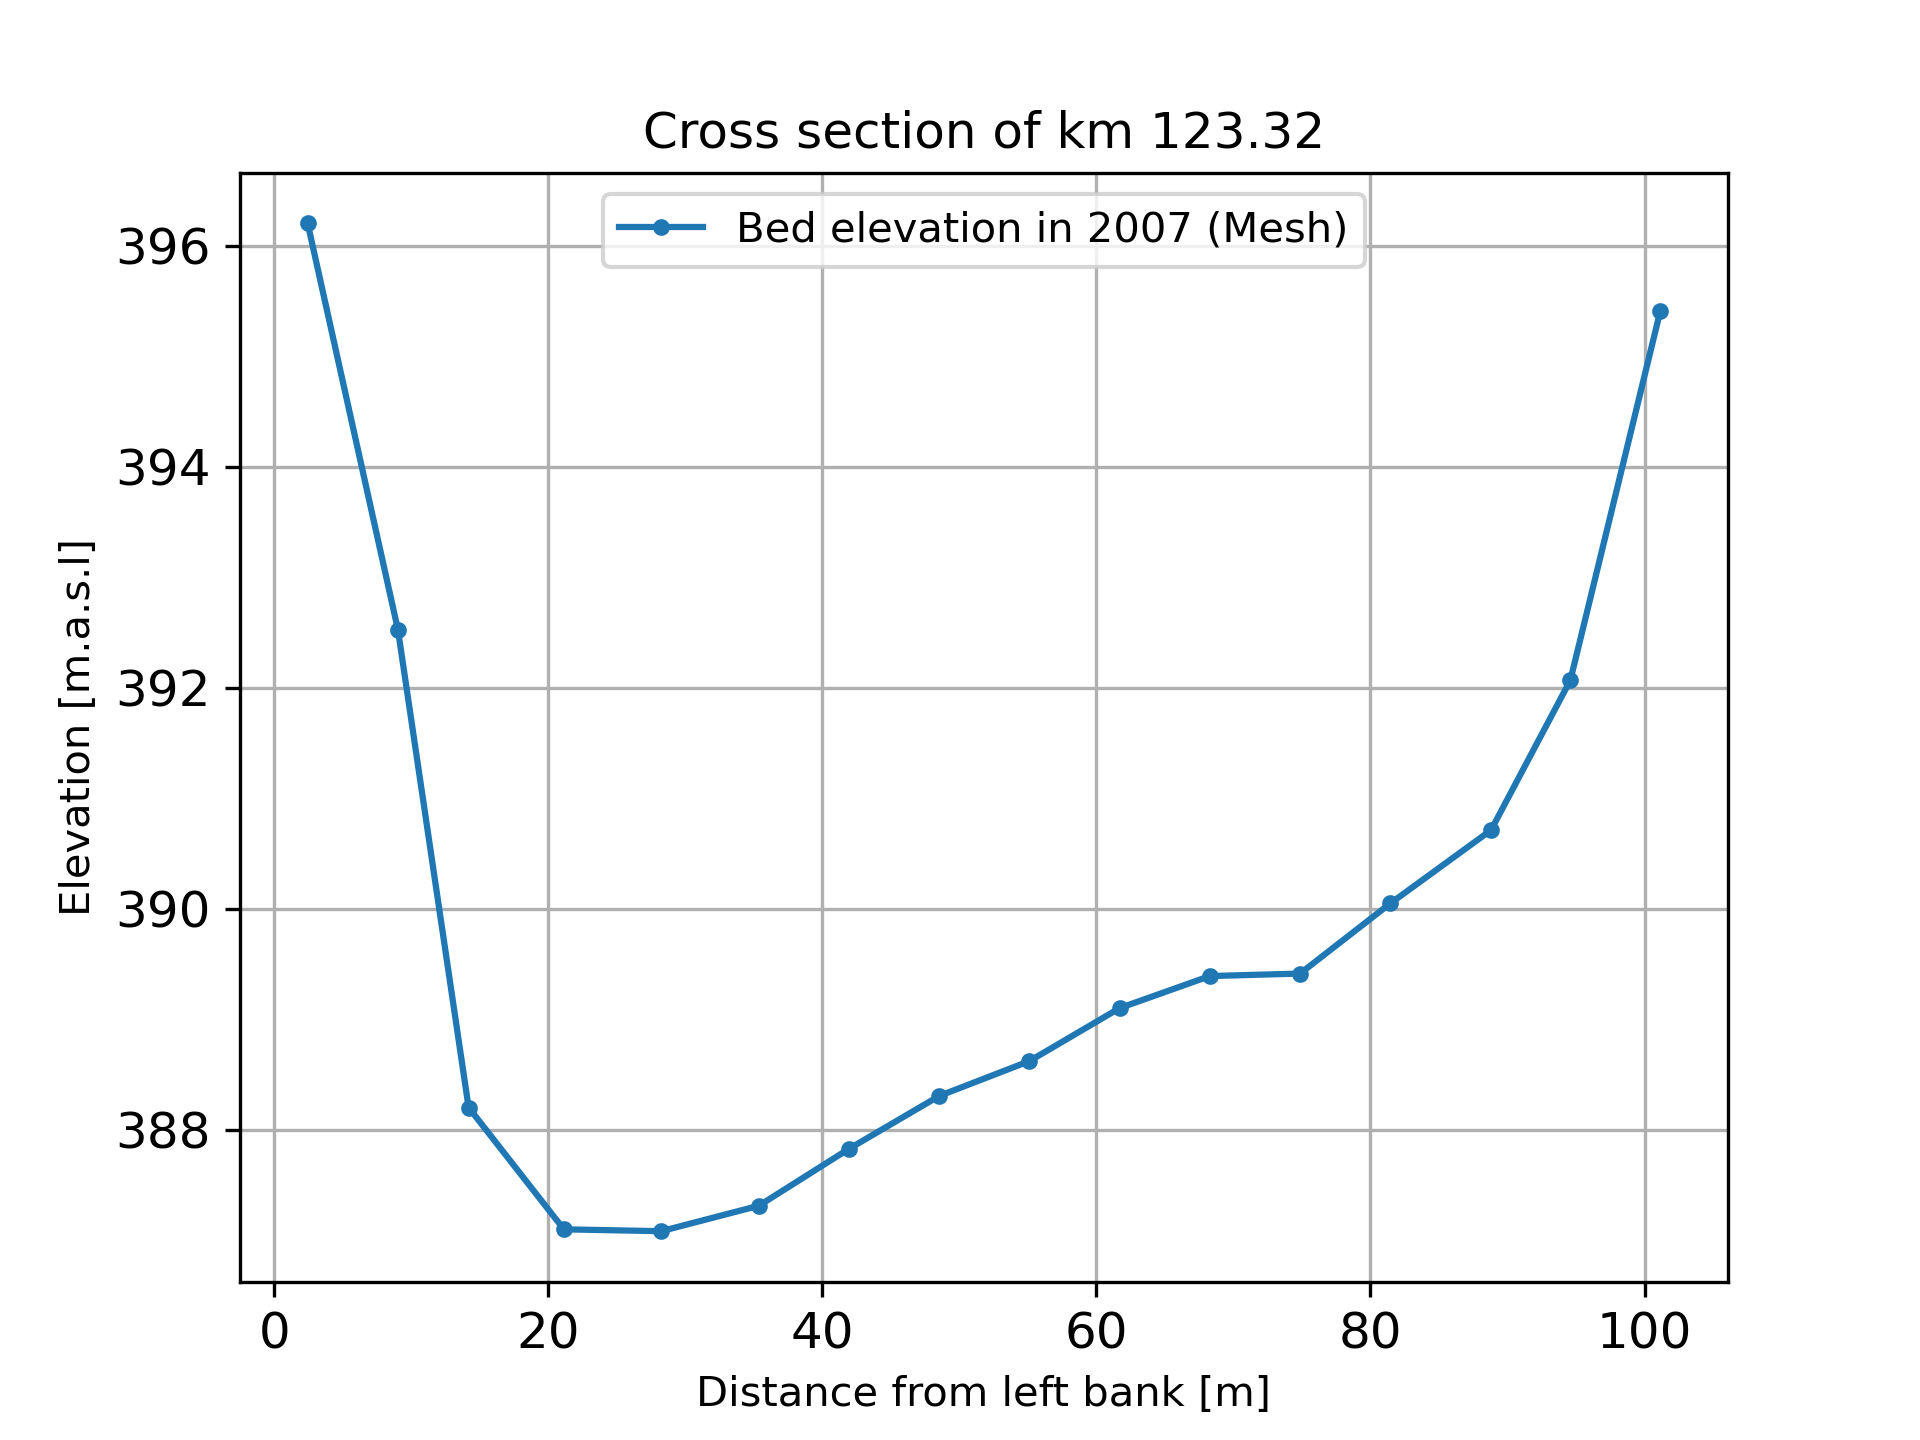 Cross section of km 123.32
Bed elevation in 2007 (Mesh)
396
394
392
390
388
Elevation [m.a.s.l]
0 20 40 60 80 100
Distance from left bank [m]